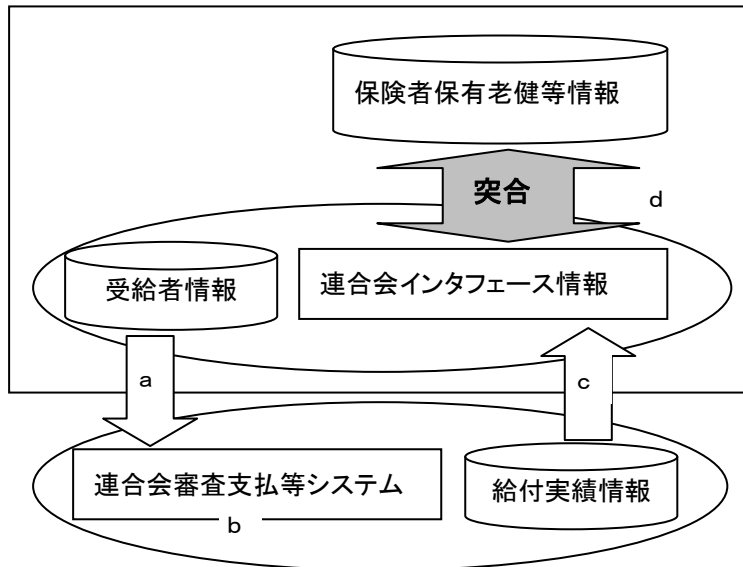 保険者保有老健等情報
突合
d
受給者情報
連合会インタフェース情報
a
c
連合会審査支払等システム
給付実績情報
b